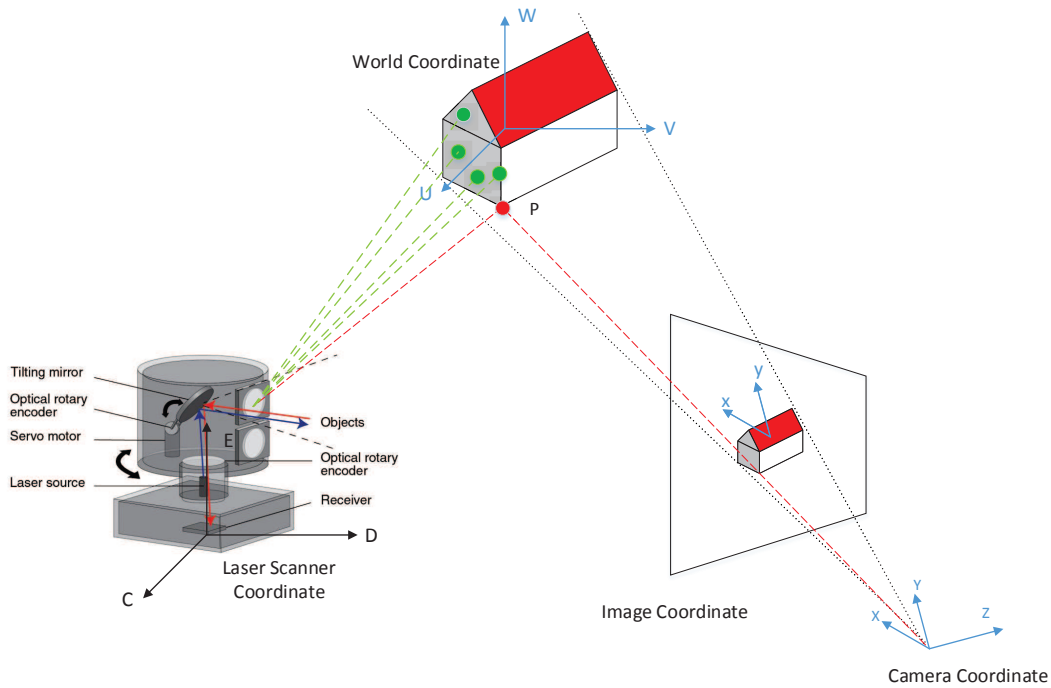 W
World Coordinate
V
U
P
Tilting mirror
Optical rotary
encoder
Servo motor
Laser source
E
Objects
Optical rotary
encoder
Receiver
D
C
Laser Scanner
Coordinate
y
x
Image Coordinate
Y
X
Z
Camera Coordinate